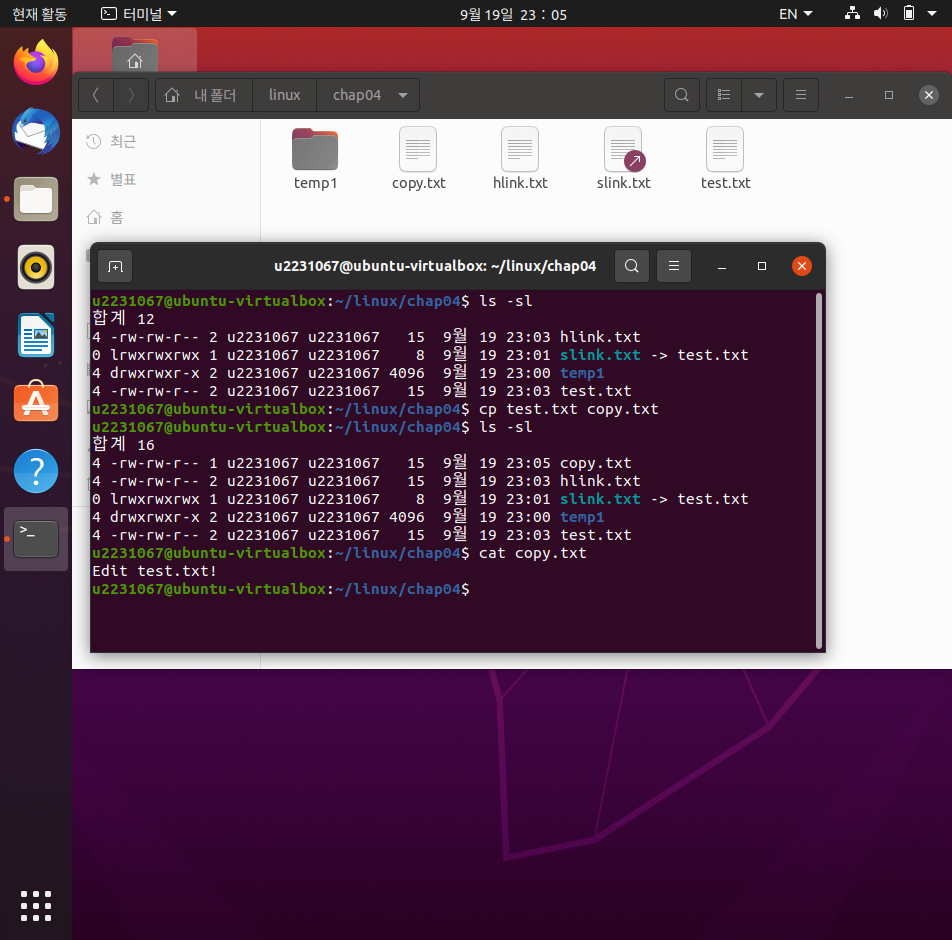 현재 활동
터미널
9월 19일 23 : 05
EN
내 폴더
linux
chap04
최근
별표
홈
temp1
copy.txt
hlink.txt
slink.txt
test.txt
u2231067@ubuntu-virtualbox: ~/linux/chap04
u2231067@ubuntu-virtualbox:~/linux/chap04$ ls -sl
합계 12
4 -rw-rw-r-- 2 u2231067 u2231067   15  9월 19 23:03 hlink.txt
0 lrwxrwxrwx 1 u2231067 u2231067    8  9월 19 23:01 slink.txt -> test.txt
4 drwxrwxr-x 2 u2231067 u2231067 4096  9월 19 23:00 temp1
4 -rw-rw-r-- 2 u2231067 u2231067   15  9월 19 23:03 test.txt
u2231067@ubuntu-virtualbox:~/linux/chap04$ cp test.txt copy.txt
u2231067@ubuntu-virtualbox:~/linux/chap04$ ls -sl
합계 16
4 -rw-rw-r-- 1 u2231067 u2231067   15  9월 19 23:05 copy.txt
4 -rw-rw-r-- 2 u2231067 u2231067   15  9월 19 23:03 hlink.txt
0 lrwxrwxrwx 1 u2231067 u2231067    8  9월 19 23:01 slink.txt -> test.txt
4 drwxrwxr-x 2 u2231067 u2231067 4096  9월 19 23:00 temp1
4 -rw-rw-r-- 2 u2231067 u2231067   15  9월 19 23:03 test.txt
u2231067@ubuntu-virtualbox:~/linux/chap04$ cat copy.txt
Edit test.txt!
u2231067@ubuntu-virtualbox:~/linux/chap04$